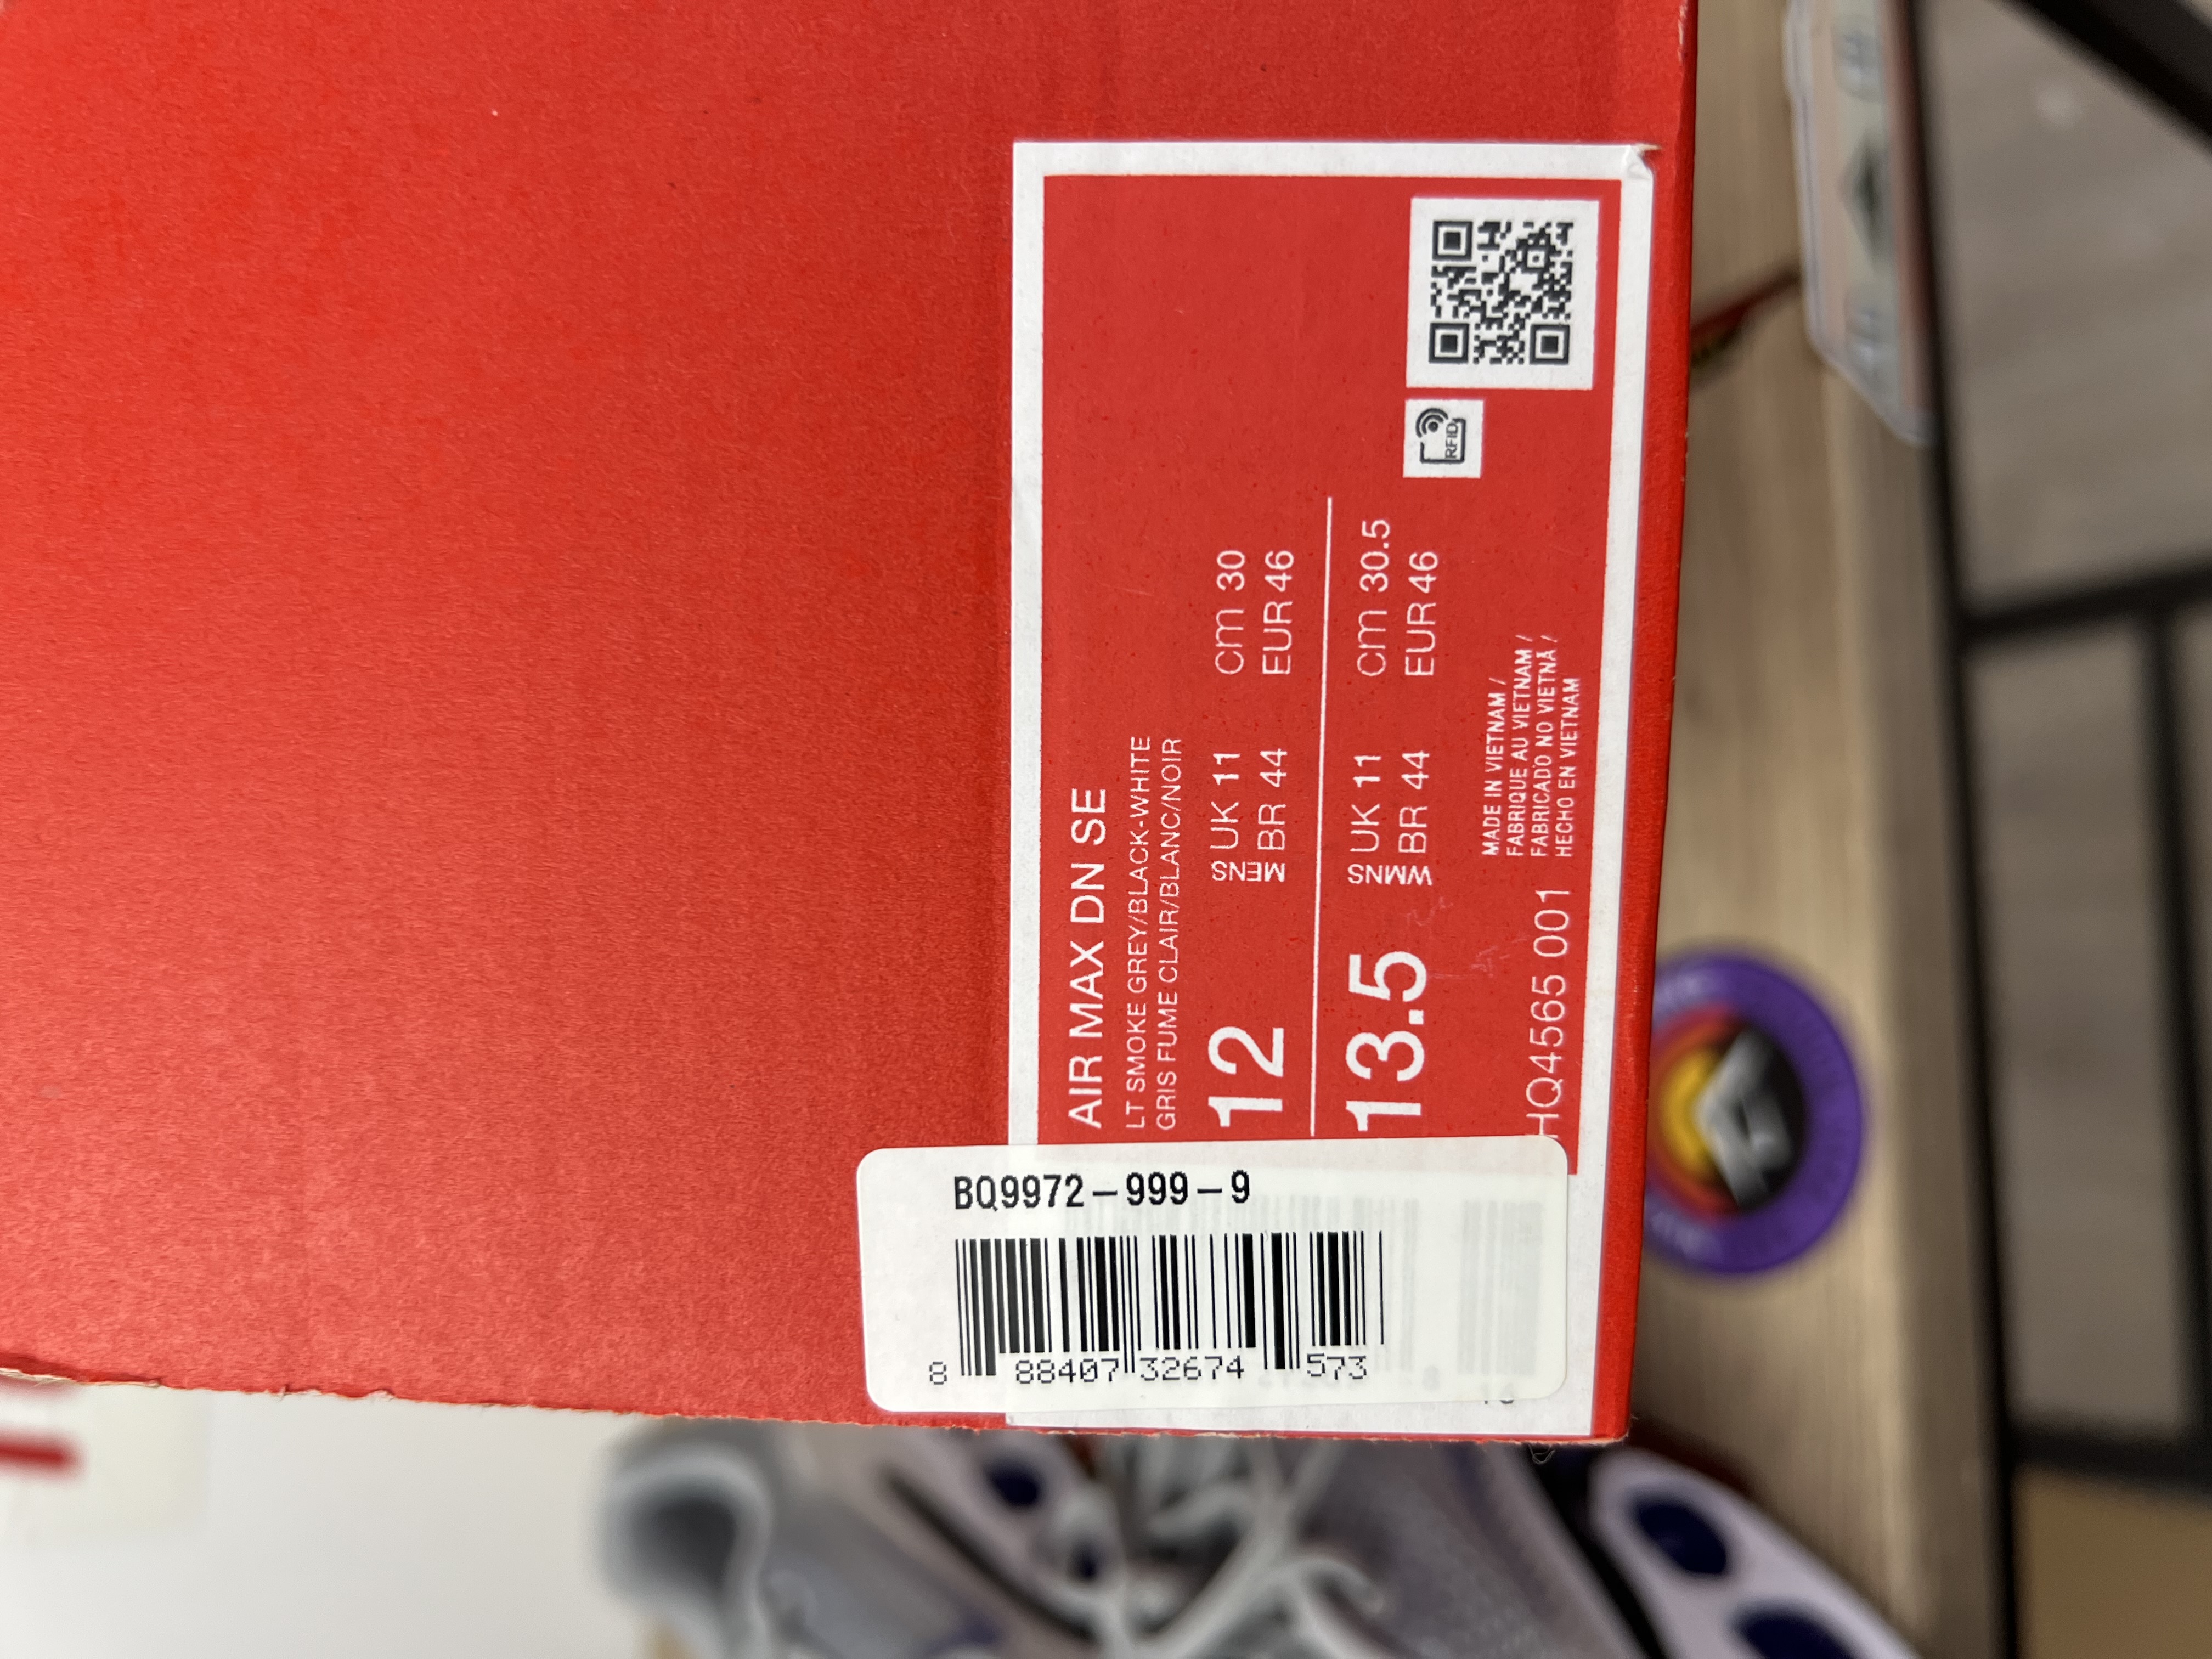 BQ9972-999-9
8 88407 32674 573
AIR MAX DN SE
LT SMOKE GREY/BLACK-WHITE
GRIS FUME CLAIR/BLANC/NOIR
12 MENS UK 11 cm 30
BR 44 EUR 46
13.5 WMNS UK 11 cm 30.5
BR 44 EUR 46
RFID
HQ4565 001
MADE IN VIETNAM /
FABRIQUE AU VIETNAM /
FABRICADO NO VIETNÃ /
HECHO EN VIETNAM